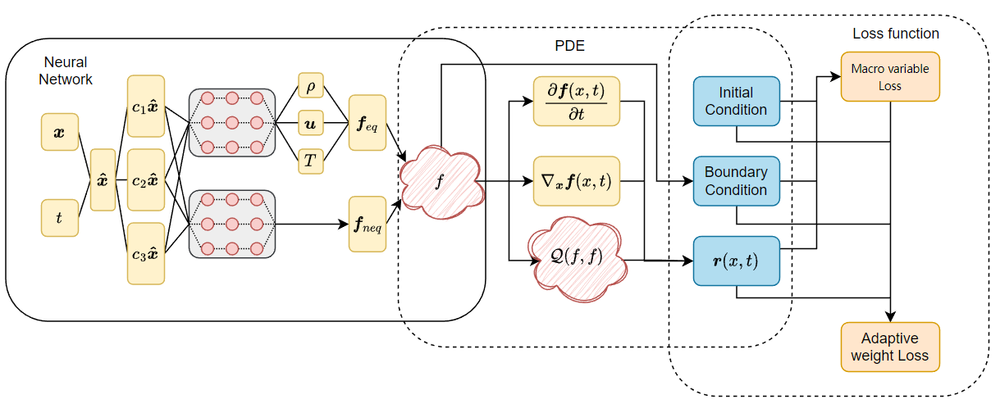 Neural
Network
x
t
x̂
c₁x̂
c₂x̂
c₃x̂
ρ
u
T
f_eq
f_neq
f
PDE
∂f(x, t)
∂t
∇ₓf(x, t)
Q(f, f)
Initial
Condition
Boundary
Condition
r(x, t)
Loss function
Macro variable
Loss
Adaptive
weight Loss